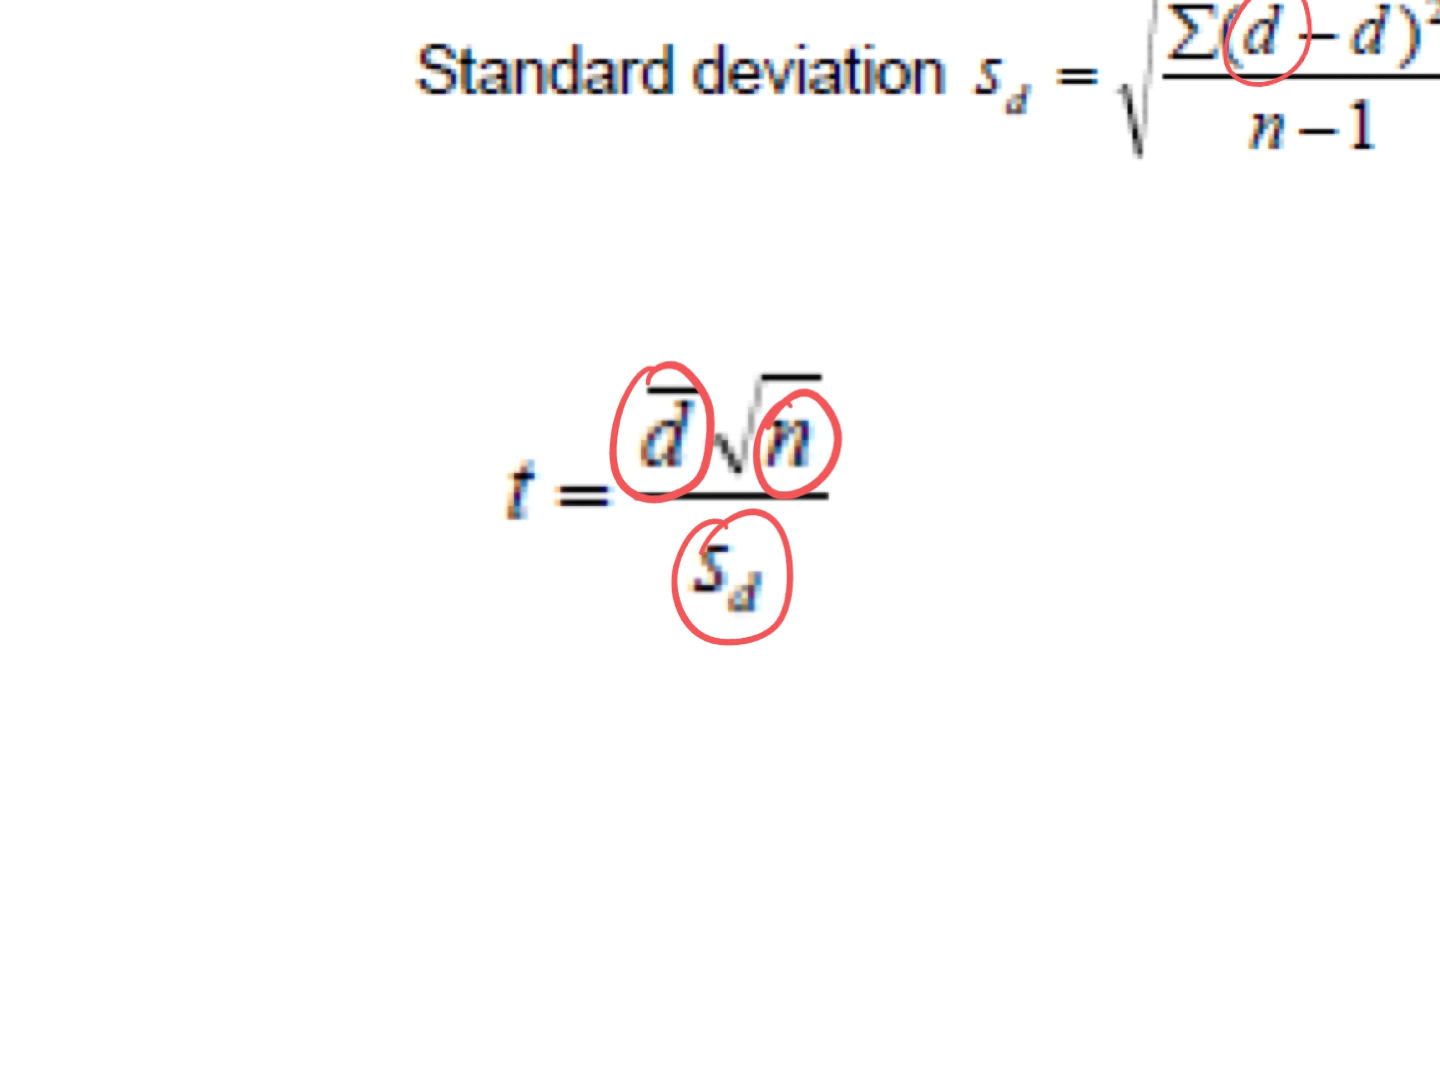 Standard deviation s_d = √(Σ(d − d)² / (n − 1))
t = d̅√n / s_d